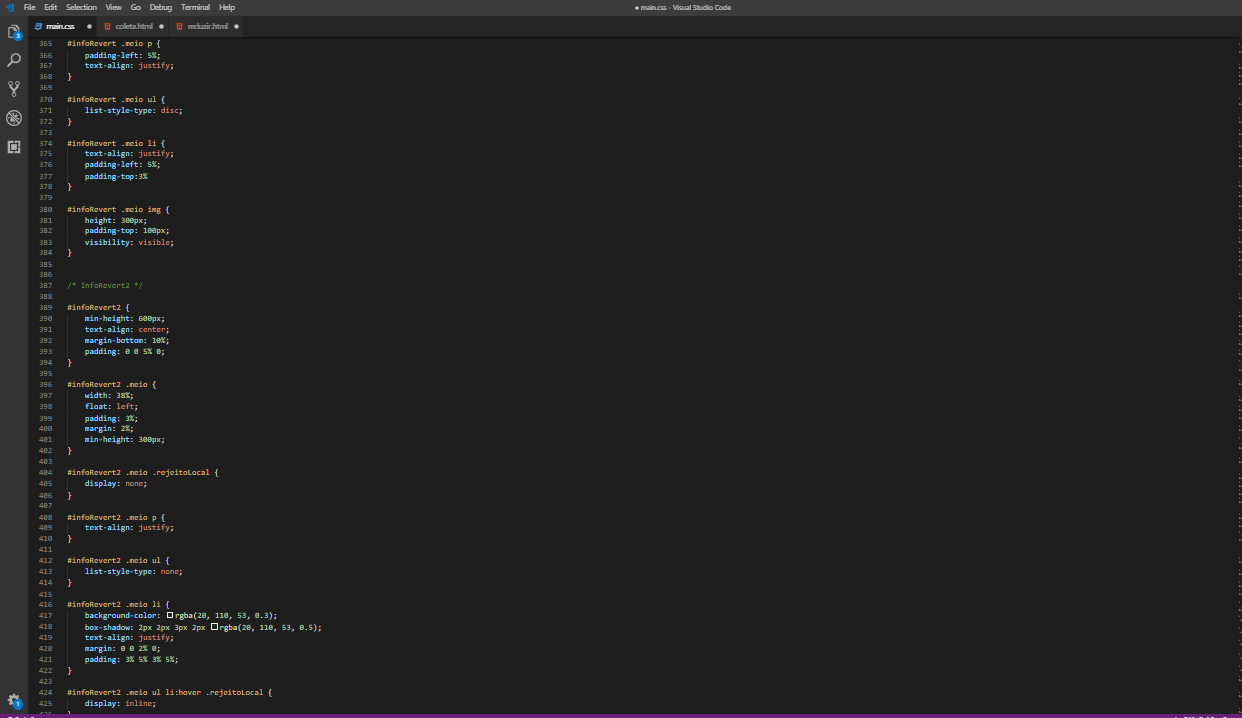 File Edit Selection View Go Debug Terminal Help
● main.css - Visual Studio Code
main.css ● coleta.html ● reduzir.html ●
3
365 #infoRevert .meio p {
366 padding-left: 5%;
367 text-align: justify;
368 }
369
370 #infoRevert .meio ul {
371 list-style-type: disc;
372 }
373
374 #infoRevert .meio li {
375 text-align: justify;
376 padding-left: 5%;
377 padding-top:3%
378 }
379
380 #infoRevert .meio img {
381 height: 300px;
382 padding-top: 100px;
383 visibility: visible;
384 }
385
386
387 /* InfoRevert2 */
388
389 #infoRevert2 {
390 min-height: 600px;
391 text-align: center;
392 margin-bottom: 10%;
393 padding: 0 0 5% 0;
394 }
395
396 #infoRevert2 .meio {
397 width: 38%;
398 float: left;
399 padding: 3%;
400 margin: 2%;
401 min-height: 300px;
402 }
403
404 #infoRevert2 .meio .rejeitoLocal {
405 display: none;
406 }
407
408 #infoRevert2 .meio p {
409 text-align: justify;
410 }
411
412 #infoRevert2 .meio ul {
413 list-style-type: none;
414 }
415
416 #infoRevert2 .meio li {
417 background-color: rgba(20, 110, 53, 0.3);
418 box-shadow: 2px 2px 3px 2px rgba(20, 110, 53, 0.5);
419 text-align: justify;
420 margin: 0 0 2% 0;
421 padding: 3% 5% 3% 5%;
422 }
423
424 #infoRevert2 .meio ul li:hover .rejeitoLocal {
425 display: inline;
1